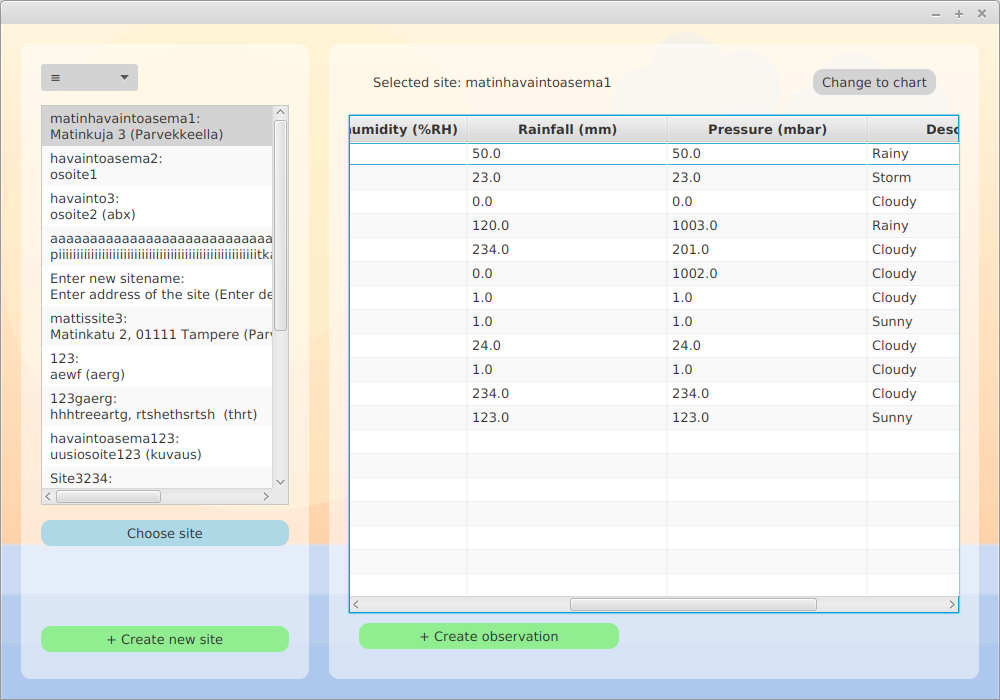 ≡
Selected site: matinhavaintoasema1
Change to chart
matinhavaintoasema1:
Matinkuja 3 (Parvekkeella)
havaintoasema2:
osoite1
havainto3:
osoite2 (abx)
Enter new sitename:
Enter address of the site (Enter de
mattissite3:
Matinkatu 2, 01111 Tampere (Parv
123:
aewf (aerg)
123gaerg:
hhhtreeartg, rtshethsrtsh (thrt)
havaintoasema123:
uusiosoite123 (kuvaus)
Site3234:
Choose site
+ Create new site
umidity (%RH) Rainfall (mm) Pressure (mbar) Desc
50.0 50.0 Rainy
23.0 23.0 Storm
0.0 0.0 Cloudy
120.0 1003.0 Rainy
234.0 201.0 Cloudy
0.0 1002.0 Cloudy
1.0 1.0 Cloudy
1.0 1.0 Sunny
24.0 24.0 Cloudy
1.0 1.0 Cloudy
234.0 234.0 Cloudy
123.0 123.0 Sunny
+ Create observation